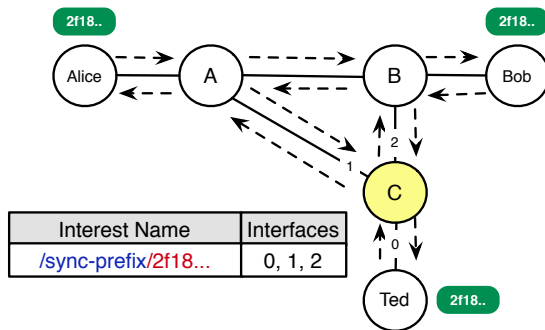 2f18..
2f18..
Alice
A
B
Bob
1
2
C
Interest Name Interfaces
/sync-prefix/2f18... 0, 1, 2
0
Ted
2f18..